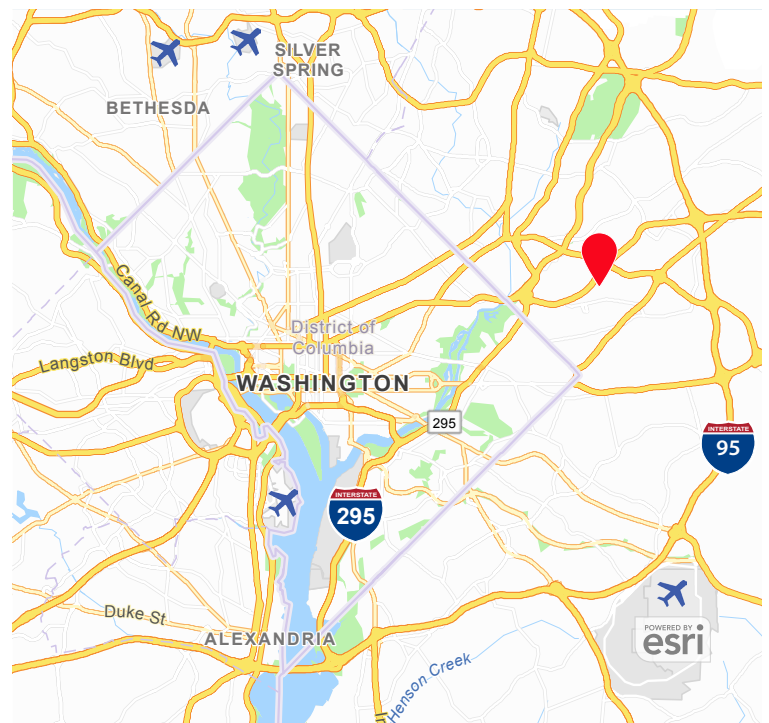 SILVER
SPRING
BETHESDA
Canal Rd NW
District of
Columbia
Langston Blvd
WASHINGTON
295
INTERSTATE
95
INTERSTATE
295
Duke St
POWERED BY
esri
ALEXANDRIA
Henson Creek